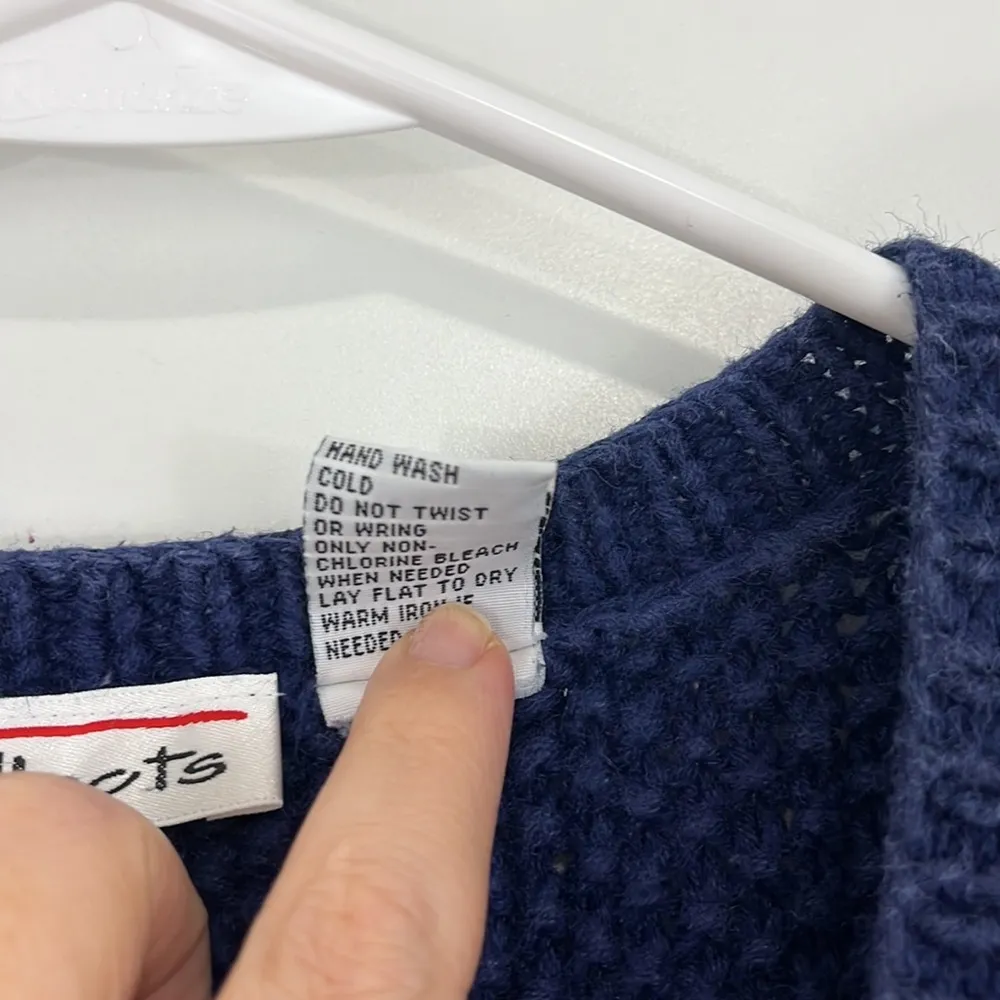 HAND WASH
COLD
DO NOT TWIST
OR WRING
ONLY NON-
CHLORINE BLEACH
WHEN NEEDED
LAY FLAT TO DRY
WARM IRON IF
NEEDED